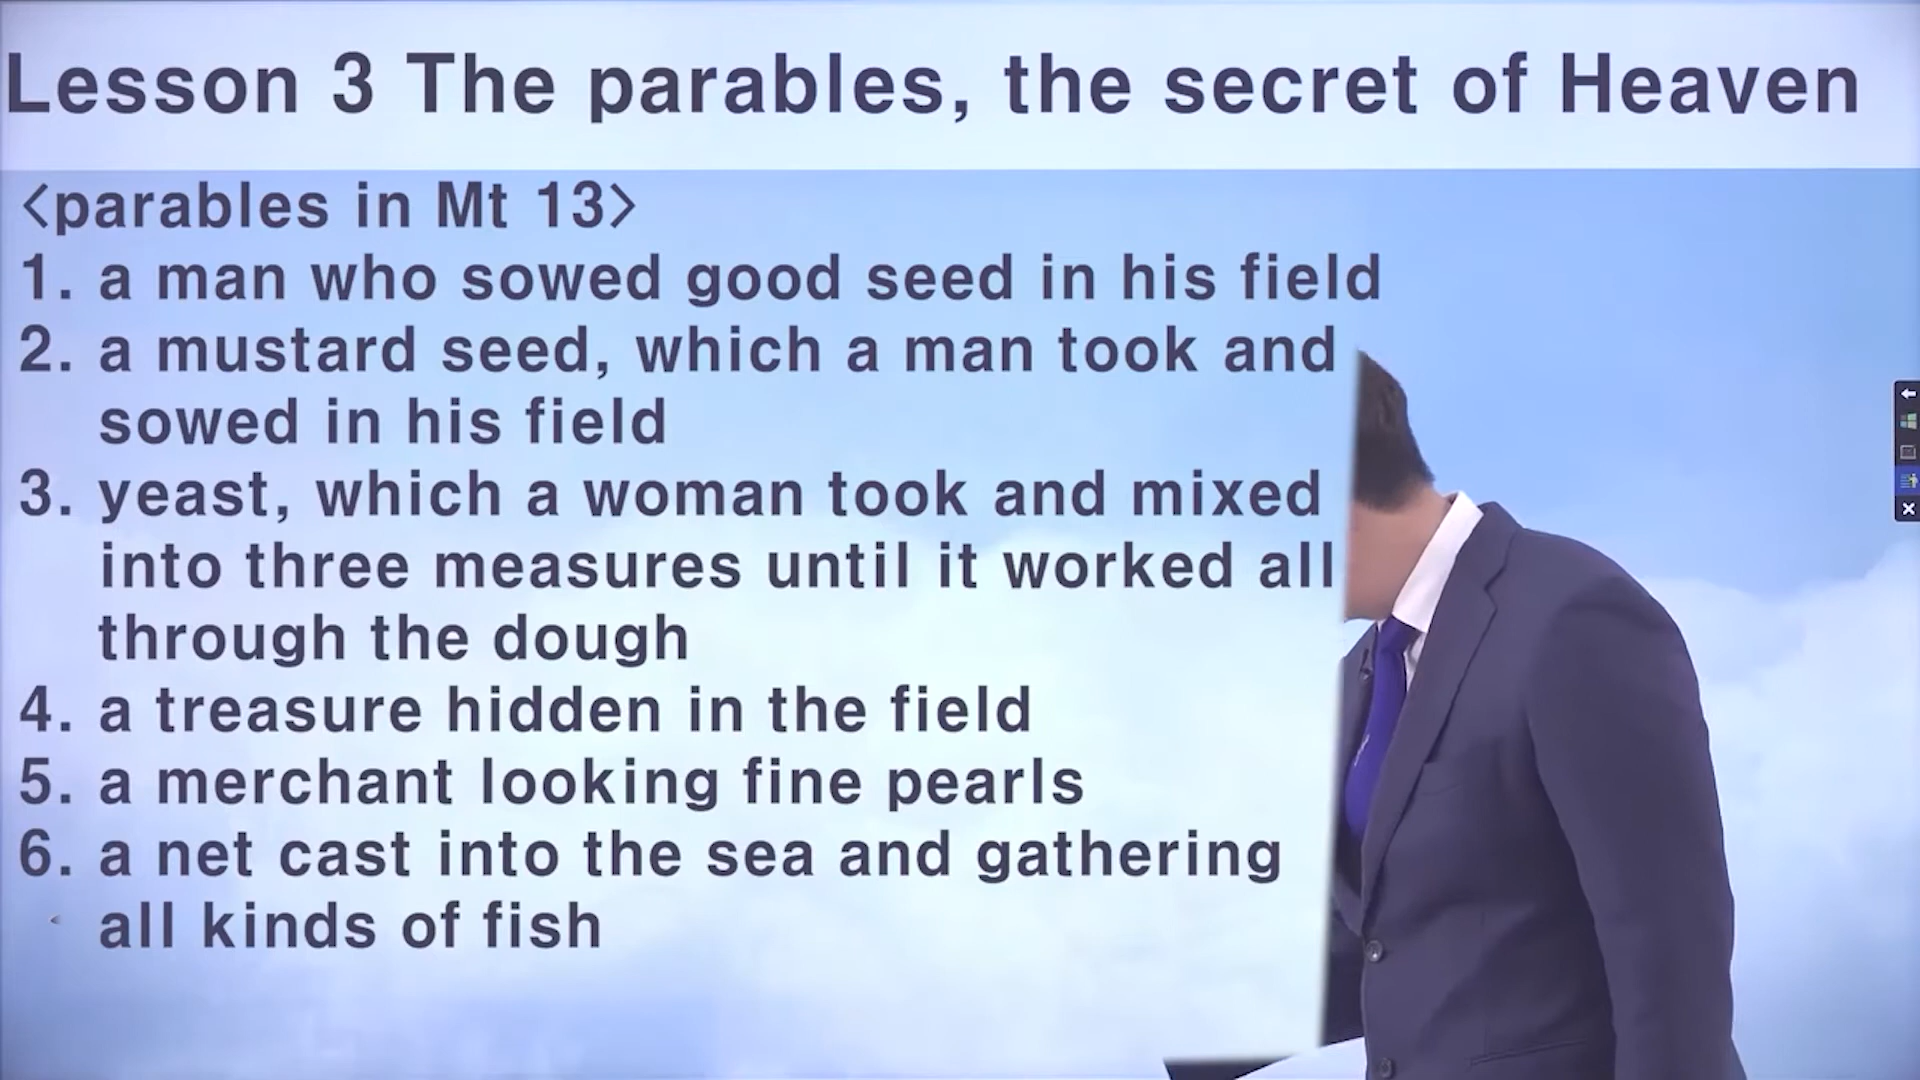 Lesson 3 The parables, the secret of Heaven
<parables in Mt 13>
1. a man who sowed good seed in his field
2. a mustard seed, which a man took and
sowed in his field
3. yeast, which a woman took and mixed
into three measures until it worked all
through the dough
4. a treasure hidden in the field
5. a merchant looking fine pearls
6. a net cast into the sea and gathering
all kinds of fish